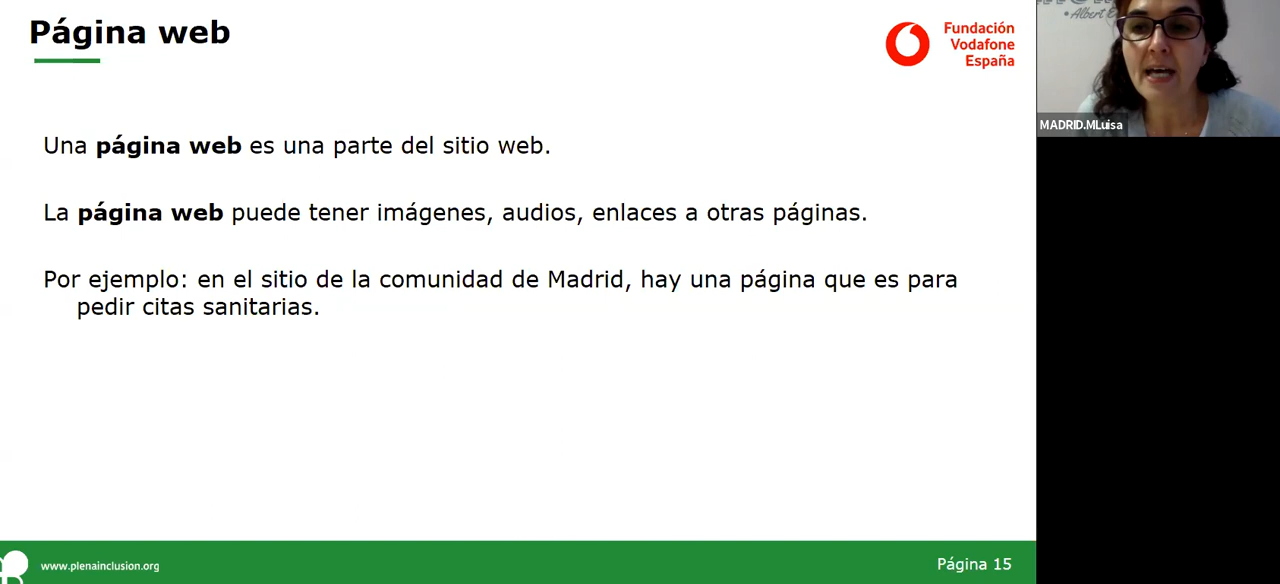 Página web
Fundación
Vodafone
España
Una página web es una parte del sitio web.
La página web puede tener imágenes, audios, enlaces a otras páginas.
Por ejemplo: en el sitio de la comunidad de Madrid, hay una página que es para
pedir citas sanitarias.
www.plenainclusion.org
Página 15
• Albert
MADRID.MLuisa